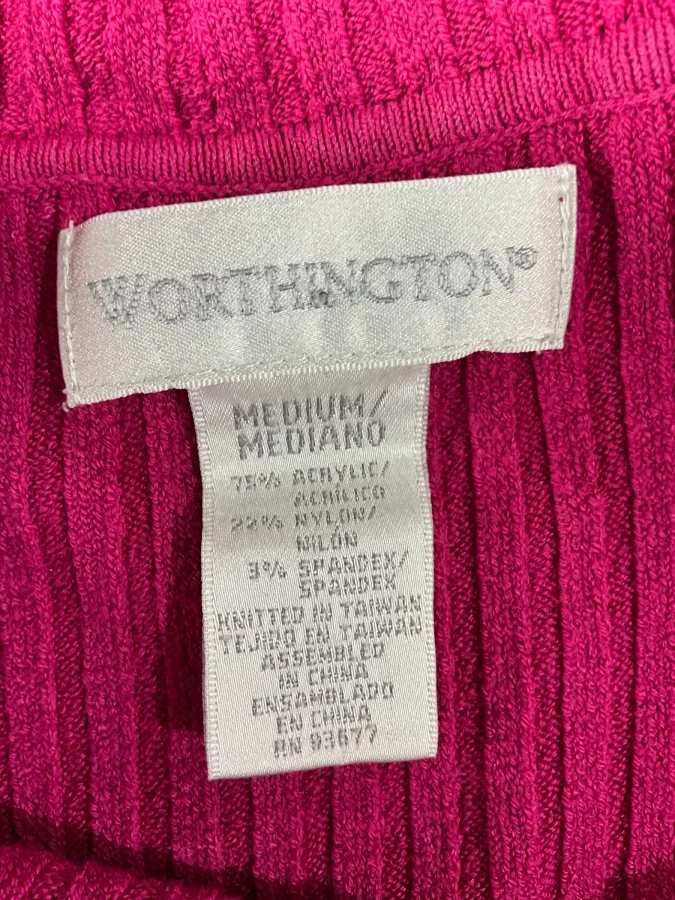 WORTHINGTON®
MEDIUM/
MEDIANO
75% ACRYLIC/
ACRÍLICO
22% NYLON/
NILÓN
3% SPANDEX/
SPANDEX
KNITTED IN TAIWAN
TEJIDO EN TAIWAN
ASSEMBLED
IN CHINA
ENSAMBLADO
EN CHINA
RN 93677